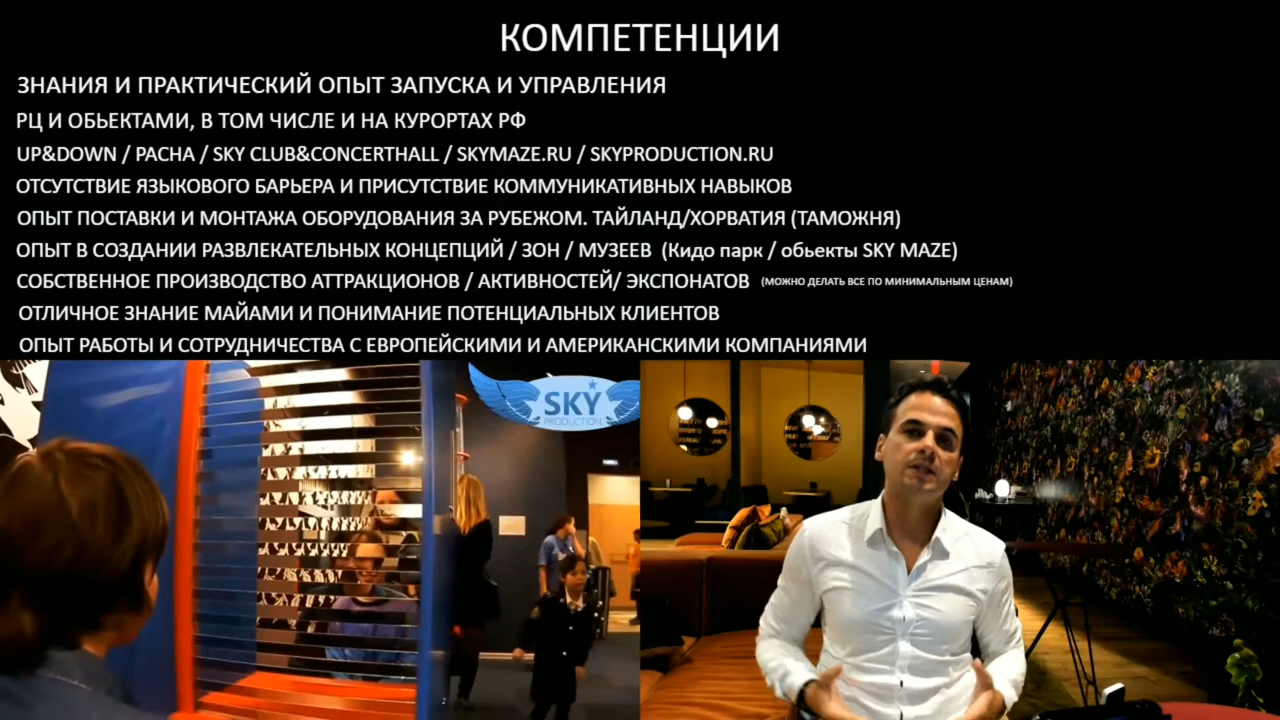 КОМПЕТЕНЦИИ
ЗНАНИЯ И ПРАКТИЧЕСКИЙ ОПЫТ ЗАПУСКА И УПРАВЛЕНИЯ
РЦ И ОБЬЕКТАМИ, В ТОМ ЧИСЛЕ И НА КУРОРТАХ РФ
UP&DOWN / PACHA / SKY CLUB&CONCERTHALL / SKYMAZE.RU / SKYPRODUCTION.RU
ОТСУТСТВИЕ ЯЗЫКОВОГО БАРЬЕРА И ПРИСУТСТВИЕ КОММУНИКАТИВНЫХ НАВЫКОВ
ОПЫТ ПОСТАВКИ И МОНТАЖА ОБОРУДОВАНИЯ ЗА РУБЕЖОМ. ТАЙЛАНД/ХОРВАТИЯ (ТАМОЖНЯ)
ОПЫТ В СОЗДАНИИ РАЗВЛЕКАТЕЛЬНЫХ КОНЦЕПЦИЙ / ЗОН / МУЗЕЕВ (Кидо парк / обьекты SKY MAZE)
СОБСТВЕННОЕ ПРОИЗВОДСТВО АТТРАКЦИОНОВ / АКТИВНОСТЕЙ/ ЭКСПОНАТОВ (МОЖНО ДЕЛАТЬ ВСЕ ПО МИНИМАЛЬНЫМ ЦЕНАМ)
ОТЛИЧНОЕ ЗНАНИЕ МАЙАМИ И ПОНИМАНИЕ ПОТЕНЦИАЛЬНЫХ КЛИЕНТОВ
ОПЫТ РАБОТЫ И СОТРУДНИЧЕСТВА С ЕВРОПЕЙСКИМИ И АМЕРИКАНСКИМИ КОМПАНИЯМИ
SKY
PRODUCTION